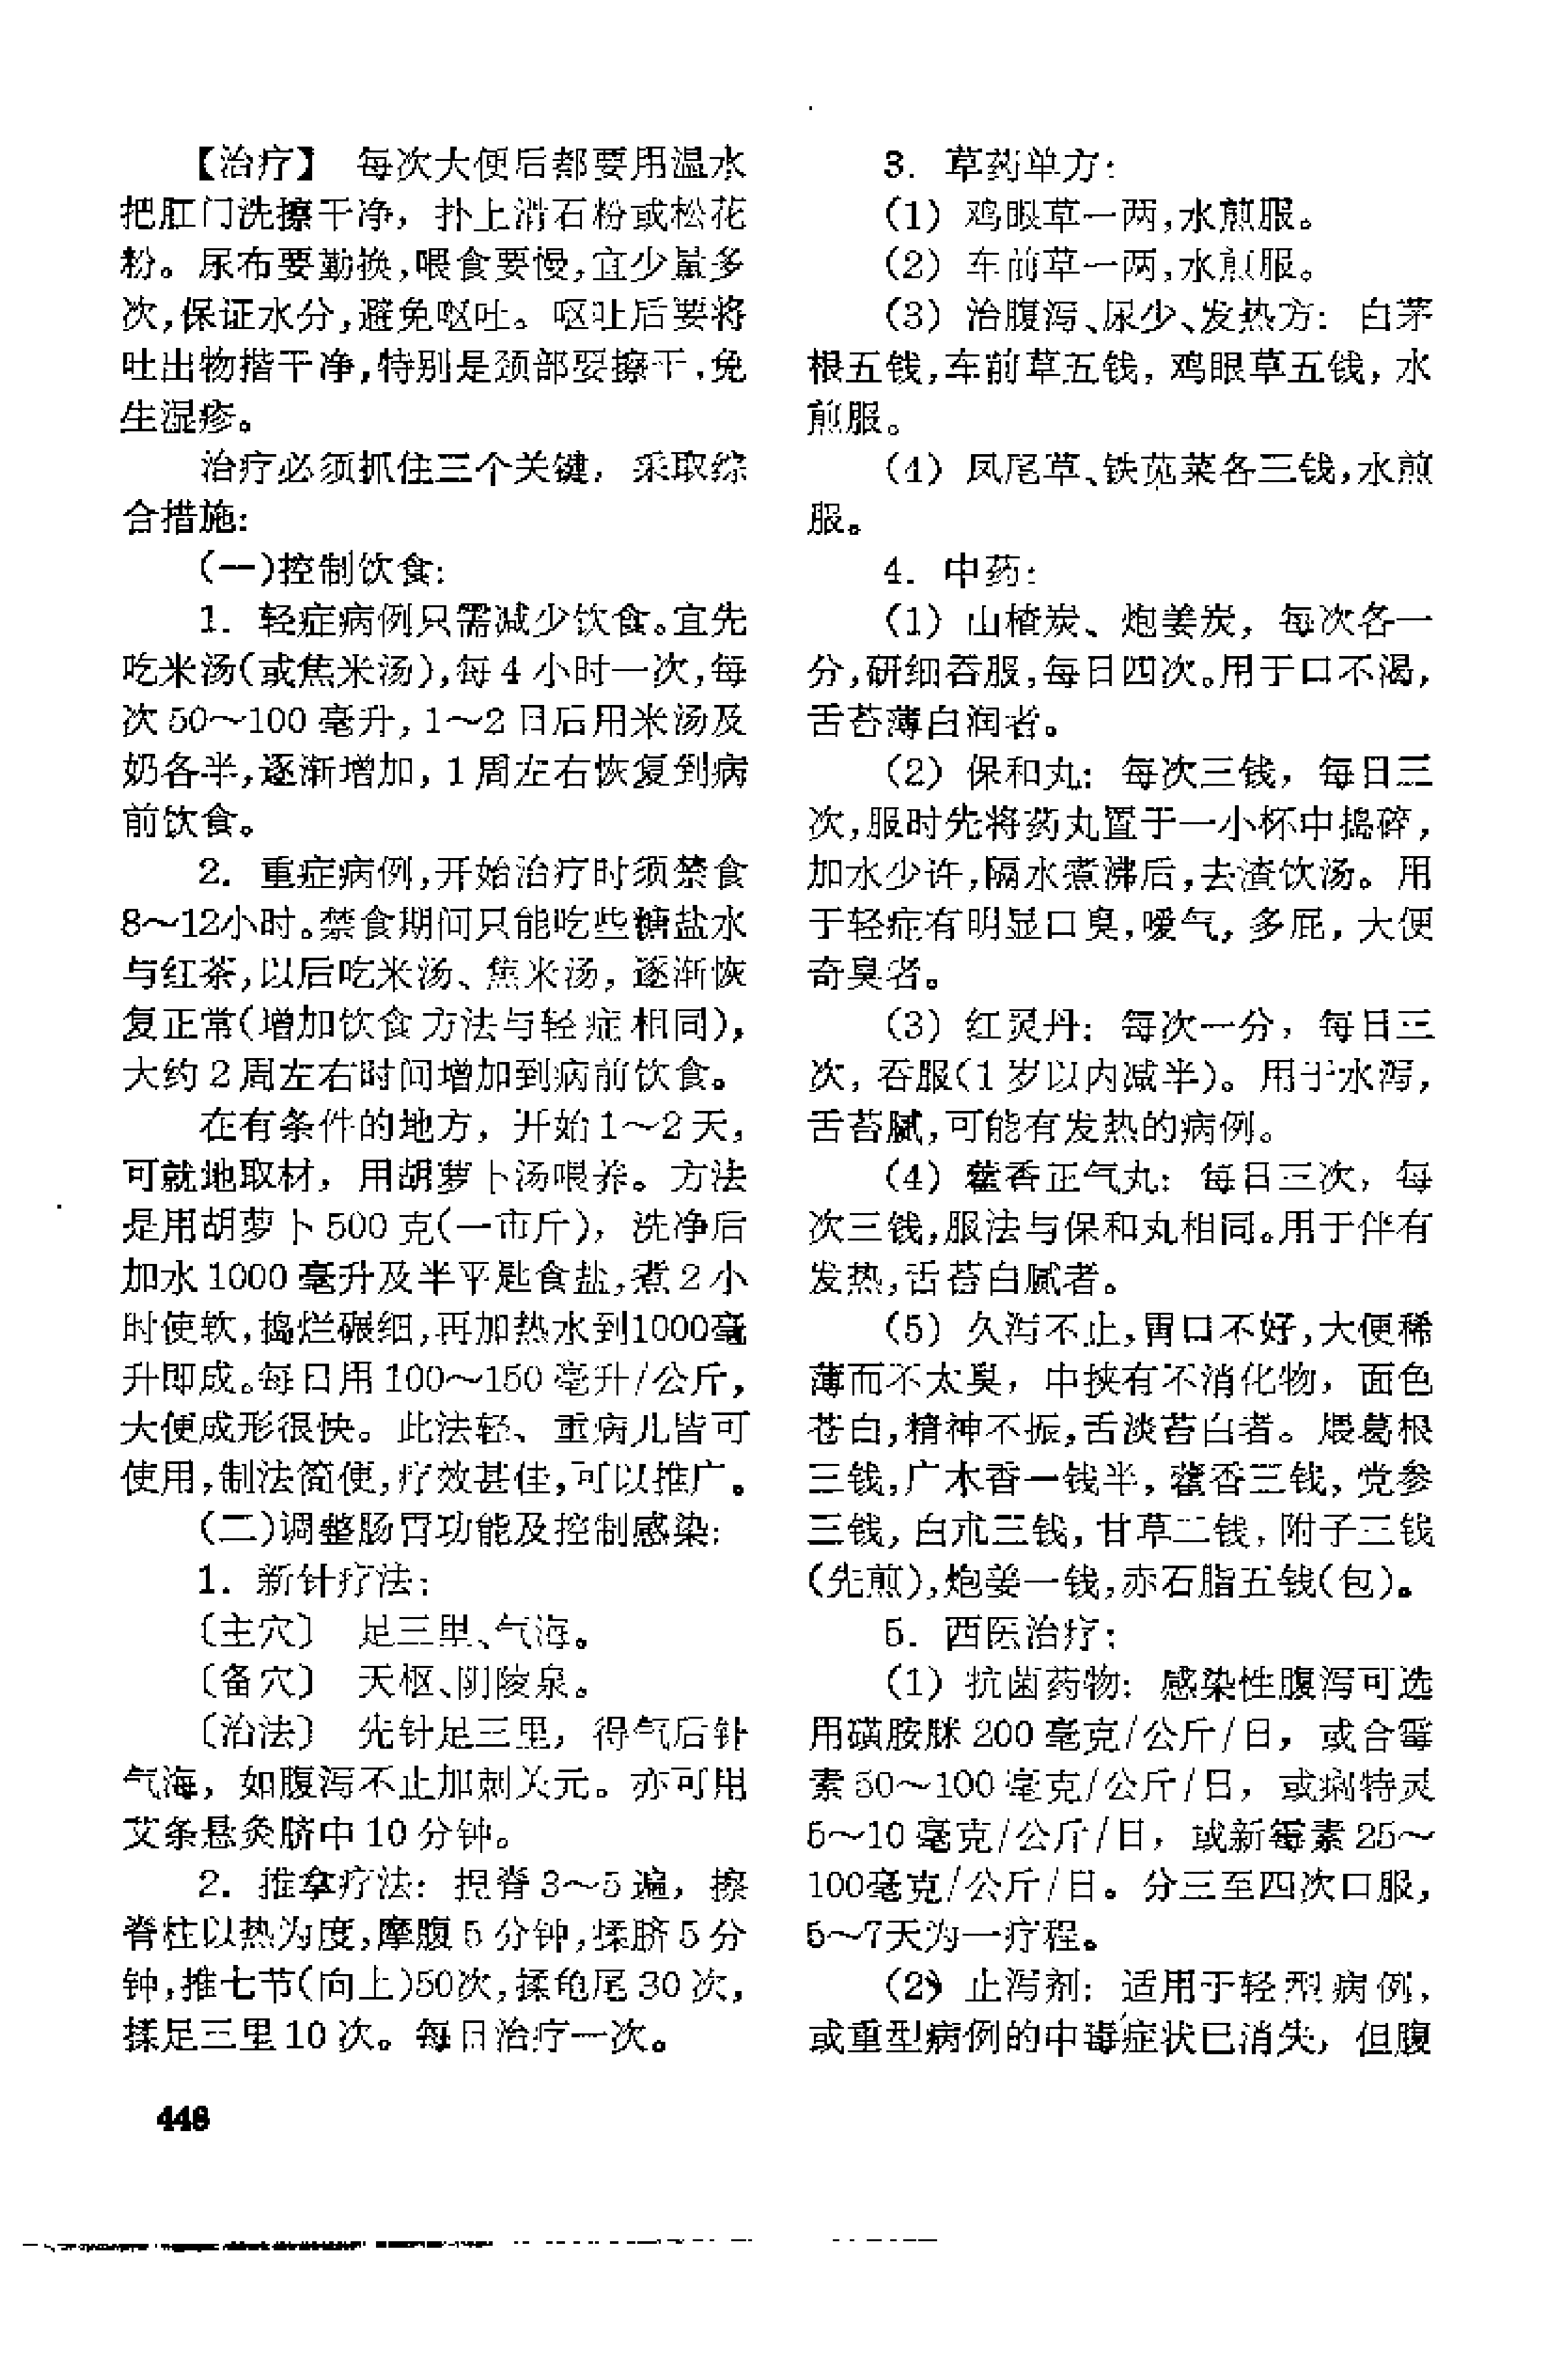 【治疗】 每次大便后都要用温水
把肛门洗擦干净，扑上滑石粉或松花
粉。尿布要勤换，喂食要慢，宜少量多
次，保证水分，避免呕吐。呕吐后要将
吐出物揩干净，特别是颈部要擦干，免
生湿疹。
治疗必须抓住三个关键，采取综
合措施：
（一）控制饮食：
1．轻症病例只需减少饮食。宜先
吃米汤（或焦米汤），每4小时一次，每
次50～100毫升，1～2日后用米汤及
奶各半，逐渐增加，1周左右恢复到病
前饮食。
2．重症病例，开始治疗时须禁食
8～12小时。禁食期间只能吃些糖盐水
与红茶，以后吃米汤、焦米汤，逐渐恢
复正常（增加饮食方法与轻症相同），
大约2周左右时间增加到病前饮食。
在有条件的地方，开始1～2天，
可就地取材，用胡萝卜汤喂养。方法
是用胡萝卜500克（一市斤），洗净后
加水1000毫升及半平匙食盐，煮2小
时使软，捣烂碾细，再加热水到1000毫
升即成。每日用100～150毫升/公斤，
大便成形很快。此法轻、重病儿皆可
使用，制法简便，疗效甚佳，可以推广。
（二）调整肠胃功能及控制感染：
1．新针疗法：
〔主穴〕 足三里、气海。
〔备穴〕 天枢、阴陵泉。
〔治法〕 先针足三里，得气后针
气海，如腹泻不止加刺关元。亦可用
艾条悬灸脐中10分钟。
2．推拿疗法：捏脊3～5遍，擦
脊柱以热为度，摩腹5分钟，揉脐5分
钟，推七节（向上）50次，揉龟尾30次，
揉足三里10次。每日治疗一次。
448
3．草药单方：
（1）鸡眼草一两，水煎服。
（2）车前草一两，水煎服。
（3）治腹泻、尿少、发热方：白茅
根五钱，车前草五钱，鸡眼草五钱，水
煎服。
（4）凤尾草、铁苋菜各三钱，水煎
服。
4．中药：
（1）山楂炭、炮姜炭，每次各一
分，研细吞服，每日四次。用于口不渴，
舌苔薄白润者。
（2）保和丸：每次三钱，每日三
次，服时先将药丸置于一小杯中捣碎，
加水少许，隔水煮沸后，去渣饮汤。用
于轻症有明显口臭，嗳气，多屁，大便
奇臭者。
（3）红灵丹：每次一分，每日三
次，吞服（1岁以内减半）。用于水泻，
舌苔腻，可能有发热的病例。
（4）藿香正气丸：每日三次，每
次三钱，服法与保和丸相同。用于伴有
发热，舌苔白腻者。
（5）久泻不止，胃口不好，大便稀
薄而不太臭，中挟有不消化物，面色
苍白，精神不振，舌淡苔白者。煨葛根
三钱，广木香一钱半，藿香三钱，党参
三钱，白朮三钱，甘草二钱，附子三钱
（先煎），炮姜一钱，赤石脂五钱（包）。
5．西医治疗：
（1）抗菌药物：感染性腹泻可选
用磺胺脒200毫克/公斤/日，或合霉
素50～100毫克/公斤/日，或痢特灵
5～10毫克/公斤/日，或新霉素25～
100毫克/公斤/日。分三至四次口服，
5～7天为一疗程。
（2）止泻剂：适用于轻型病例，
或重型病例的中毒症状已消失，但腹